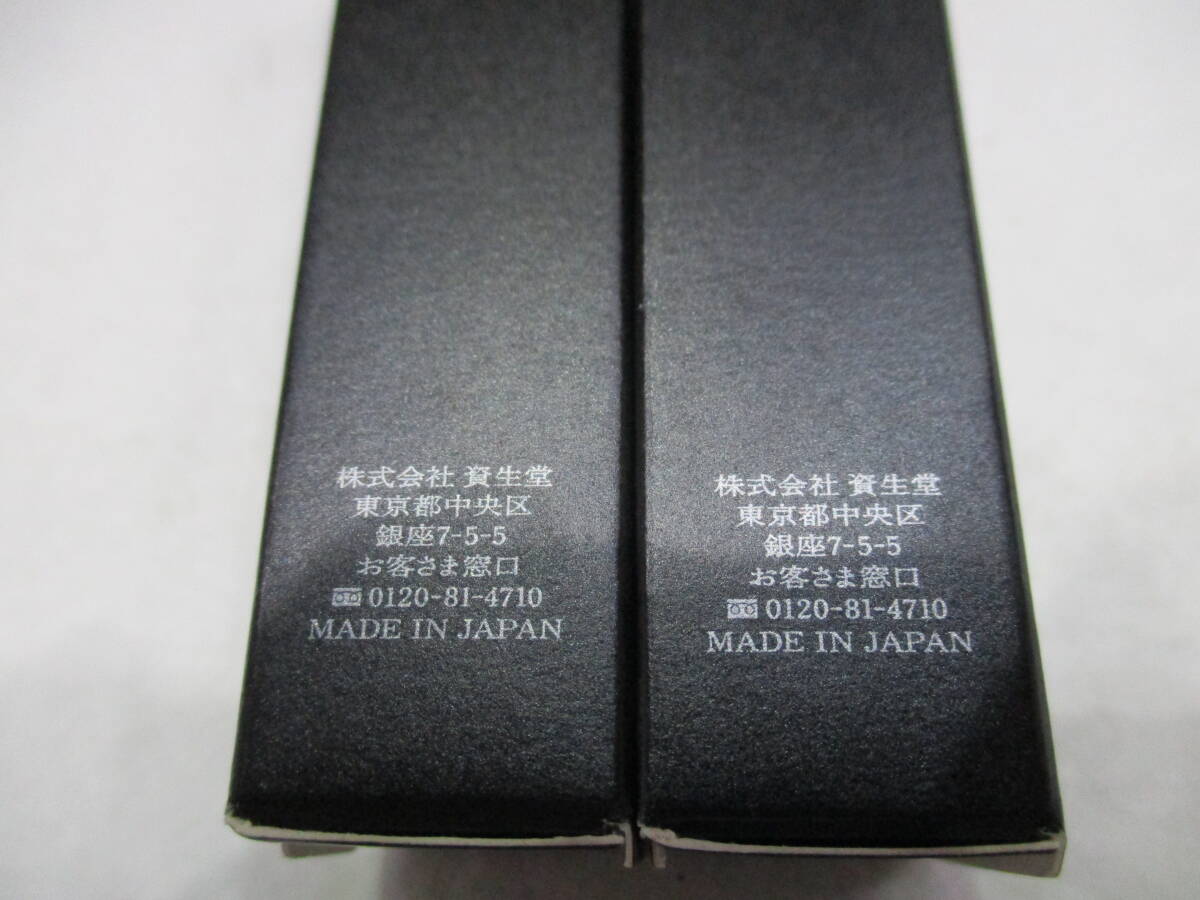 株式会社 資生堂
東京都中央区
銀座7-5-5
お客さま窓口
0120-81-4710
MADE IN JAPAN
株式会社 資生堂
東京都中央区
銀座7-5-5
お客さま窓口
0120-81-4710
MADE IN JAPAN